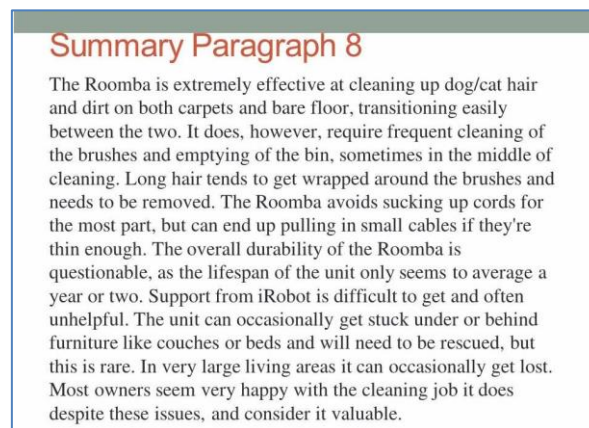 Summary Paragraph 8
The Roomba is extremely effective at cleaning up dog/cat hair
and dirt on both carpets and bare floor, transitioning easily
between the two. It does, however, require frequent cleaning of
the brushes and emptying of the bin, sometimes in the middle of
cleaning. Long hair tends to get wrapped around the brushes and
needs to be removed. The Roomba avoids sucking up cords for
the most part, but can end up pulling in small cables if they're
thin enough. The overall durability of the Roomba is
questionable, as the lifespan of the unit only seems to average a
year or two. Support from iRobot is difficult to get and often
unhelpful. The unit can occasionally get stuck under or behind
furniture like couches or beds and will need to be rescued, but
this is rare. In very large living areas it can occasionally get lost.
Most owners seem very happy with the cleaning job it does
despite these issues, and consider it valuable.